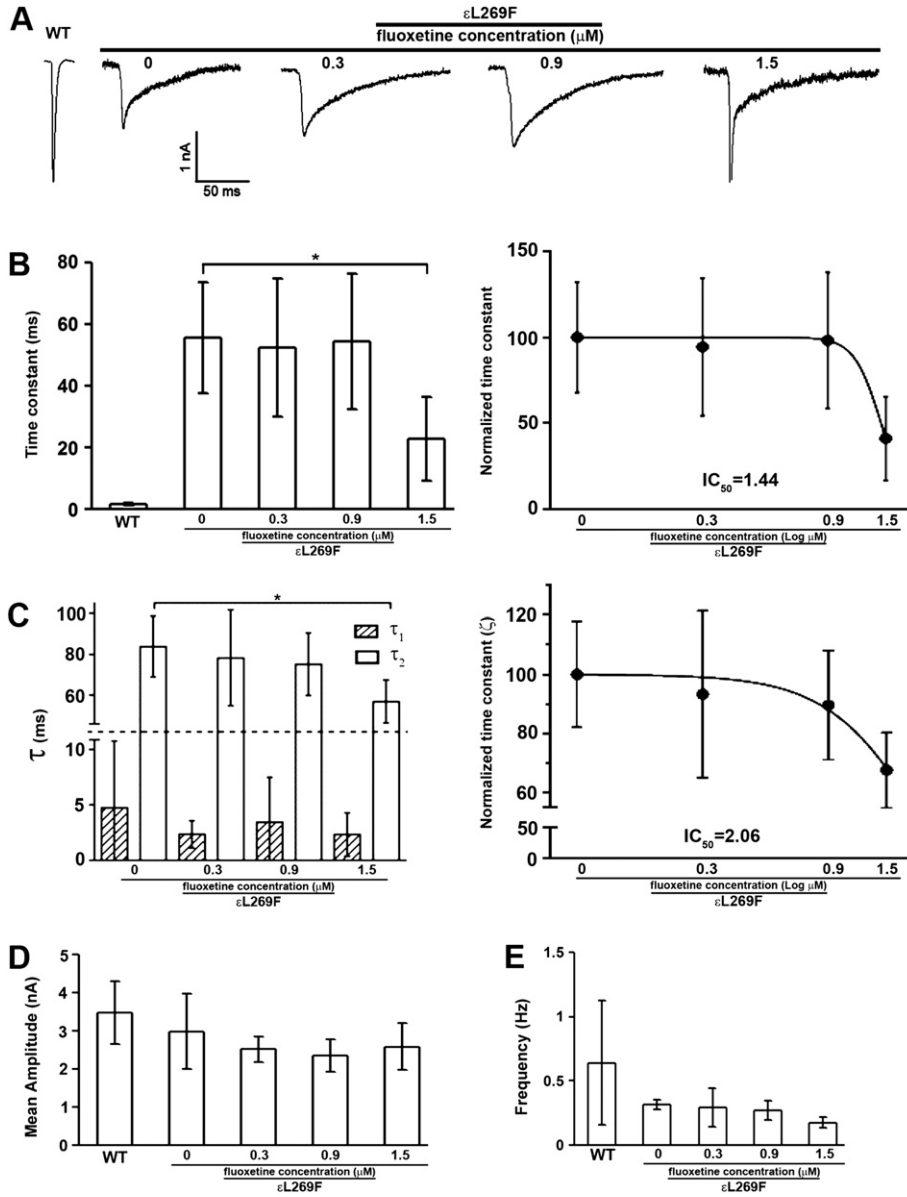 A
εL269F
WT
fluoxetine concentration (μM)
0
0.3
0.9
1.5
1 nA
50 ms
B
80
60
40
20
0
Time constant (ms)
*
WT
0
0.3
0.9
1.5
fluoxetine concentration (μM)
εL269F
150
100
50
0
Normalized time constant
IC50=1.44
0
0.3
0.9
1.5
fluoxetine concentration (Log μM)
εL269F
C
100
80
60
10
5
0
τ (ms)
*
τ1
τ2
0
0.3
0.9
1.5
fluoxetine concentration (μM)
εL269F
120
100
80
60
50
0
Normalized time constant (ζ)
IC50=2.06
0
0.3
0.9
1.5
fluoxetine concentration (Log μM)
εL269F
D
5
4
3
2
1
0
Mean Amplitude (nA)
WT
0
0.3
0.9
1.5
fluoxetine concentration (μM)
εL269F
E
1.5
1
0.5
0
Frequency (Hz)
WT
0
0.3
0.9
1.5
fluoxetine concentration (μM)
εL269F